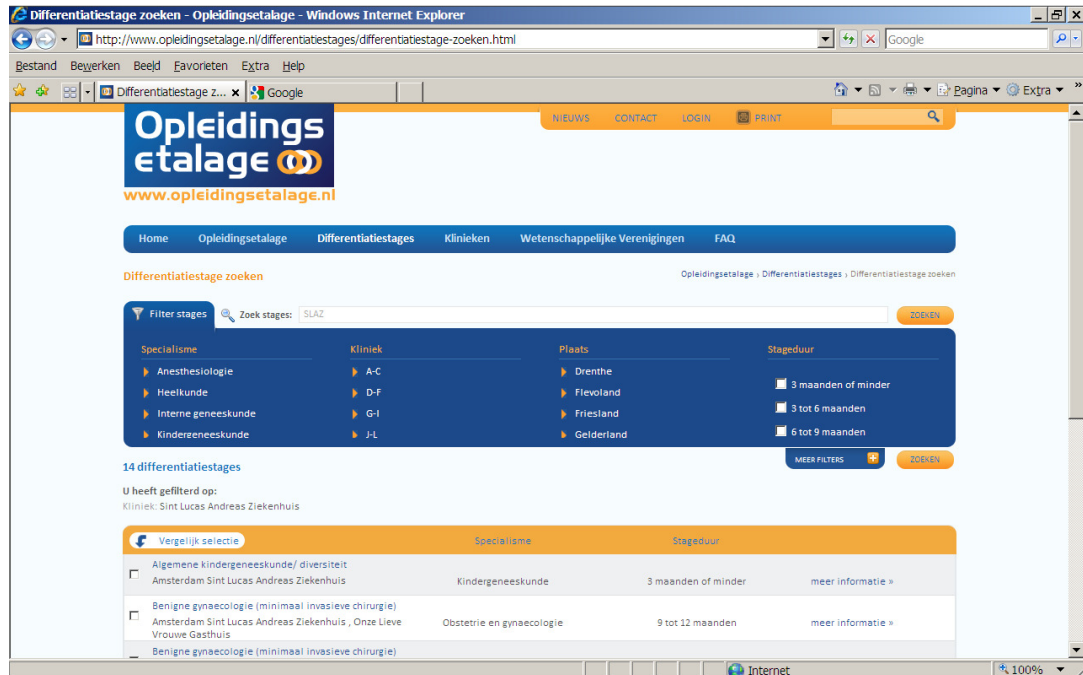 Differentiatiestage zoeken - Opleidingsetalage - Windows Internet Explorer
http://www.opleidingsetalage.nl/differentiatiestages/differentiatiestage-zoeken.html
Google
Bestand Bewerken Beeld Favorieten Extra Help
Differentiatiestage z... Google
Pagina Extra
NIEUWS CONTACT LOGIN PRINT
Opleidings
etalage
www.opleidingsetalage.nl
Home Opleidingsetalage Differentiatiestages Klinieken Wetenschappelijke Verenigingen FAQ
Differentiatiestage zoeken
Opleidingsetalage › Differentiatiestages › Differentiatiestage zoeken
Filter stages Zoek stages: SLAZ ZOEKEN
Specialisme Kliniek Plaats Stageduur
Anesthesiologie A-C Drenthe
3 maanden of minder
Heelkunde D-F Flevoland
3 tot 6 maanden
Interne geneeskunde G-I Friesland
6 tot 9 maanden
Kindergeneeskunde J-L Gelderland
MEER FILTERS ZOEKEN
14 differentiatiestages
U heeft gefilterd op:
Kliniek: Sint Lucas Andreas Ziekenhuis
Vergelijk selectie Specialisme Stageduur
Algemene kindergeneeskunde/ diversiteit
Amsterdam Sint Lucas Andreas Ziekenhuis Kindergeneeskunde 3 maanden of minder meer informatie »
Benigne gynaecologie (minimaal invasieve chirurgie)
Amsterdam Sint Lucas Andreas Ziekenhuis , Onze Lieve Obstetrie en gynaecologie 9 tot 12 maanden meer informatie »
Vrouwe Gasthuis
Benigne gynaecologie (minimaal invasieve chirurgie)
Internet 100%